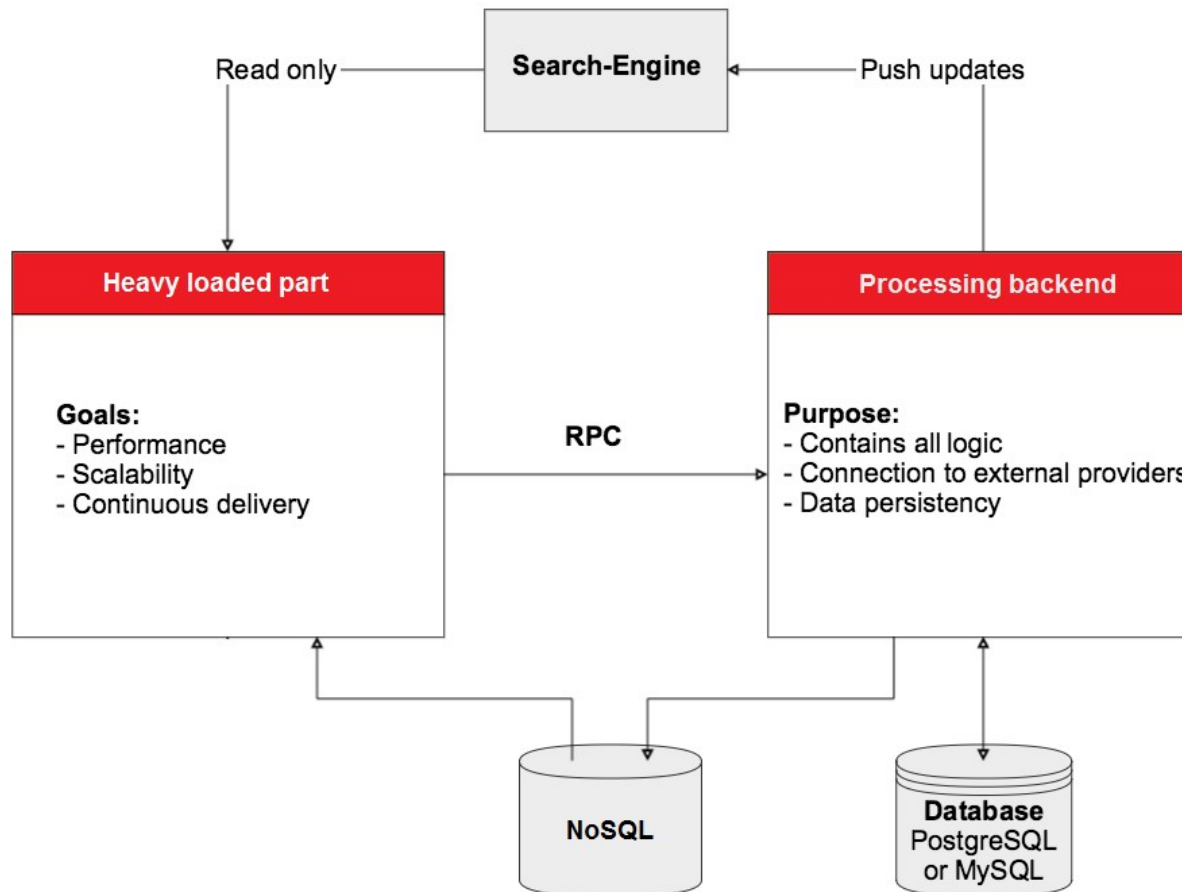 Search-Engine
Read only
Push updates
Heavy loaded part
Processing backend
Goals:
- Performance
- Scalability
- Continuous delivery
RPC
Purpose:
- Contains all logic
- Connection to external providers
- Data persistency
NoSQL
Database
PostgreSQL
or MySQL